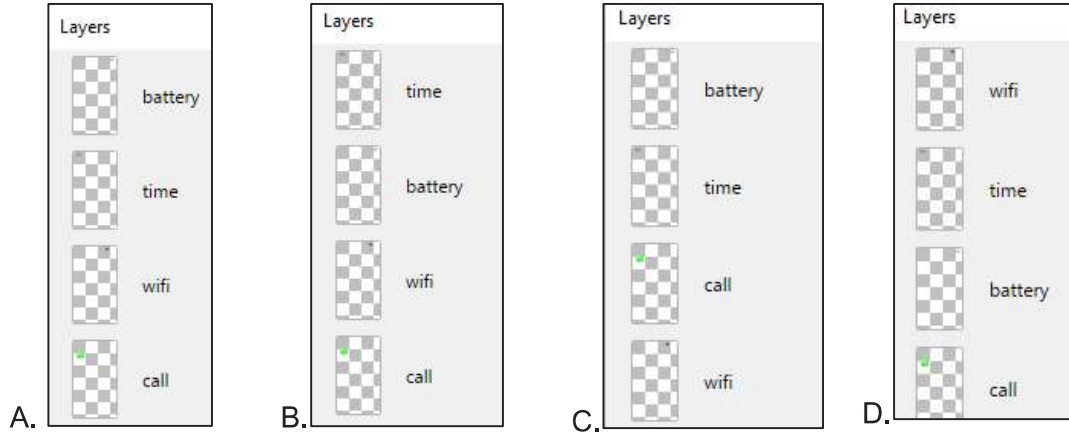 Layers
battery
time
wifi
call
A.
Layers
time
battery
wifi
call
B.
Layers
battery
time
call
wifi
C.
Layers
wifi
time
battery
call
D.